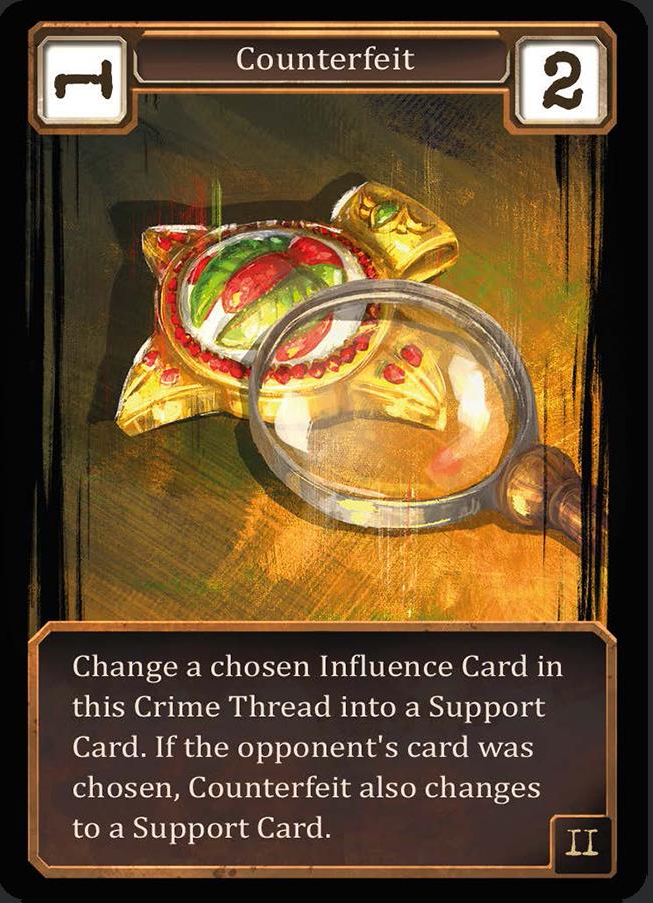 1
Counterfeit
2
Change a chosen Influence Card in
this Crime Thread into a Support
Card. If the opponent's card was
chosen, Counterfeit also changes
to a Support Card.
II